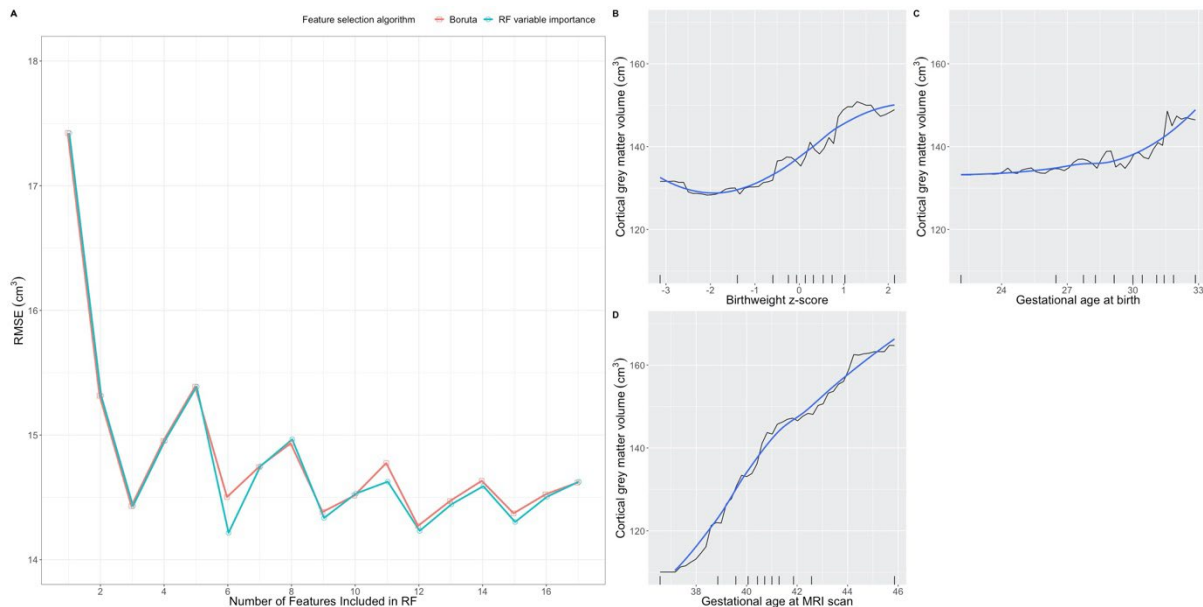 A
Feature selection algorithm
Boruta
RF variable importance
18
17
16
15
14
RMSE (cm³)
2 4 6 8 10 12 14 16
Number of Features Included in RF
B
Cortical grey matter volume (cm³)
160
140
120
-3 -2 -1 0 1 2
Birthweight z-score
C
Cortical grey matter volume (cm³)
160
140
120
24 27 30 33
Gestational age at birth
D
Cortical grey matter volume (cm³)
160
140
120
38 40 42 44 46
Gestational age at MRI scan